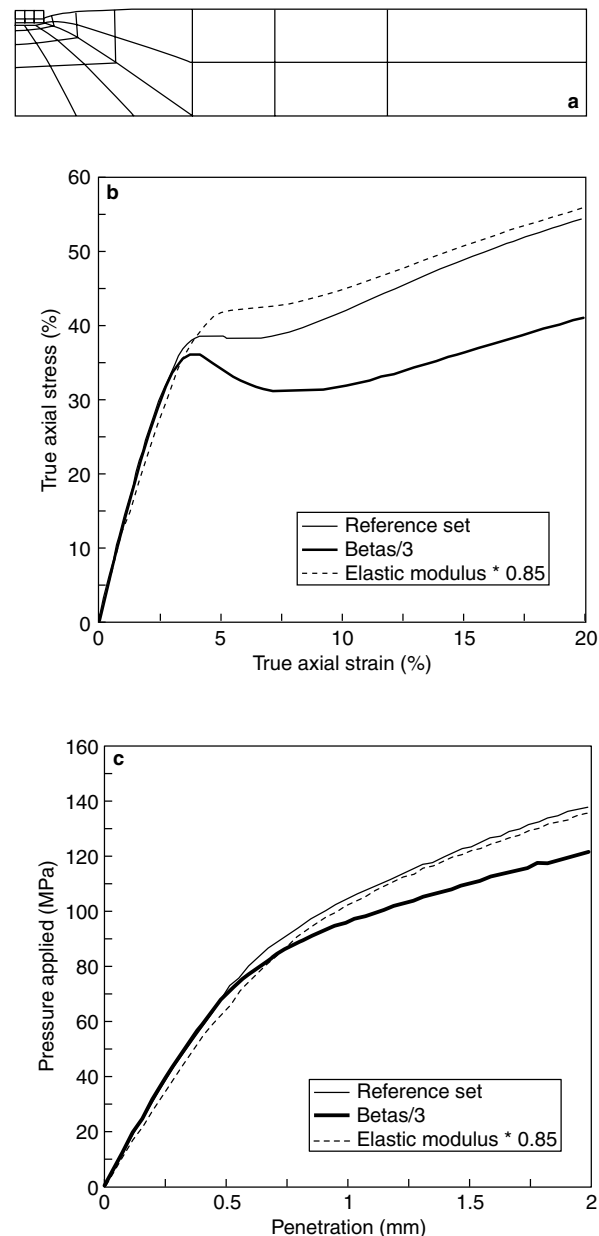 a
b
60
50
40
30
20
10
0
True axial stress (%)
Reference set
Betas/3
Elastic modulus * 0.85
0 5 10 15 20
True axial strain (%)
c
160
140
120
100
80
60
40
20
0
Pressure applied (MPa)
Reference set
Betas/3
Elastic modulus * 0.85
0 0.5 1 1.5 2
Penetration (mm)